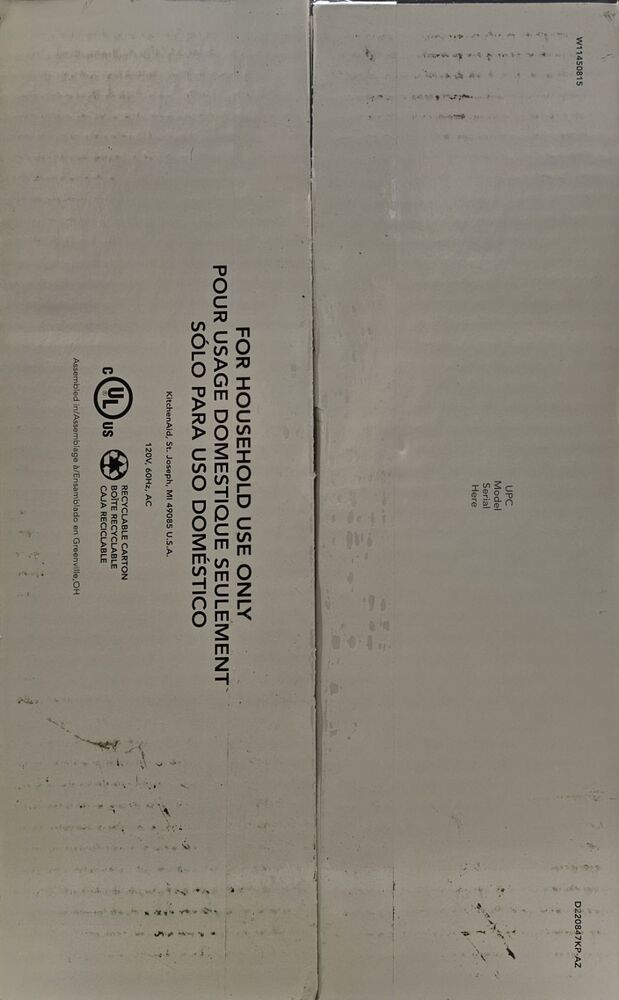 W11450815
UPC
Model
Serial
Here
D220847KP-AZ
FOR HOUSEHOLD USE ONLY
POUR USAGE DOMESTIQUE SEULEMENT
SÓLO PARA USO DOMÉSTICO
KitchenAid, St. Joseph, MI 49085 U.S.A.
120V, 60Hz, AC
C UL US
®
RECYCLABLE CARTON
BOÎTE RECYCLABLE
CAJA RECICLABLE
Assembled in/Assemblage à/Ensamblado en Greenville,OH